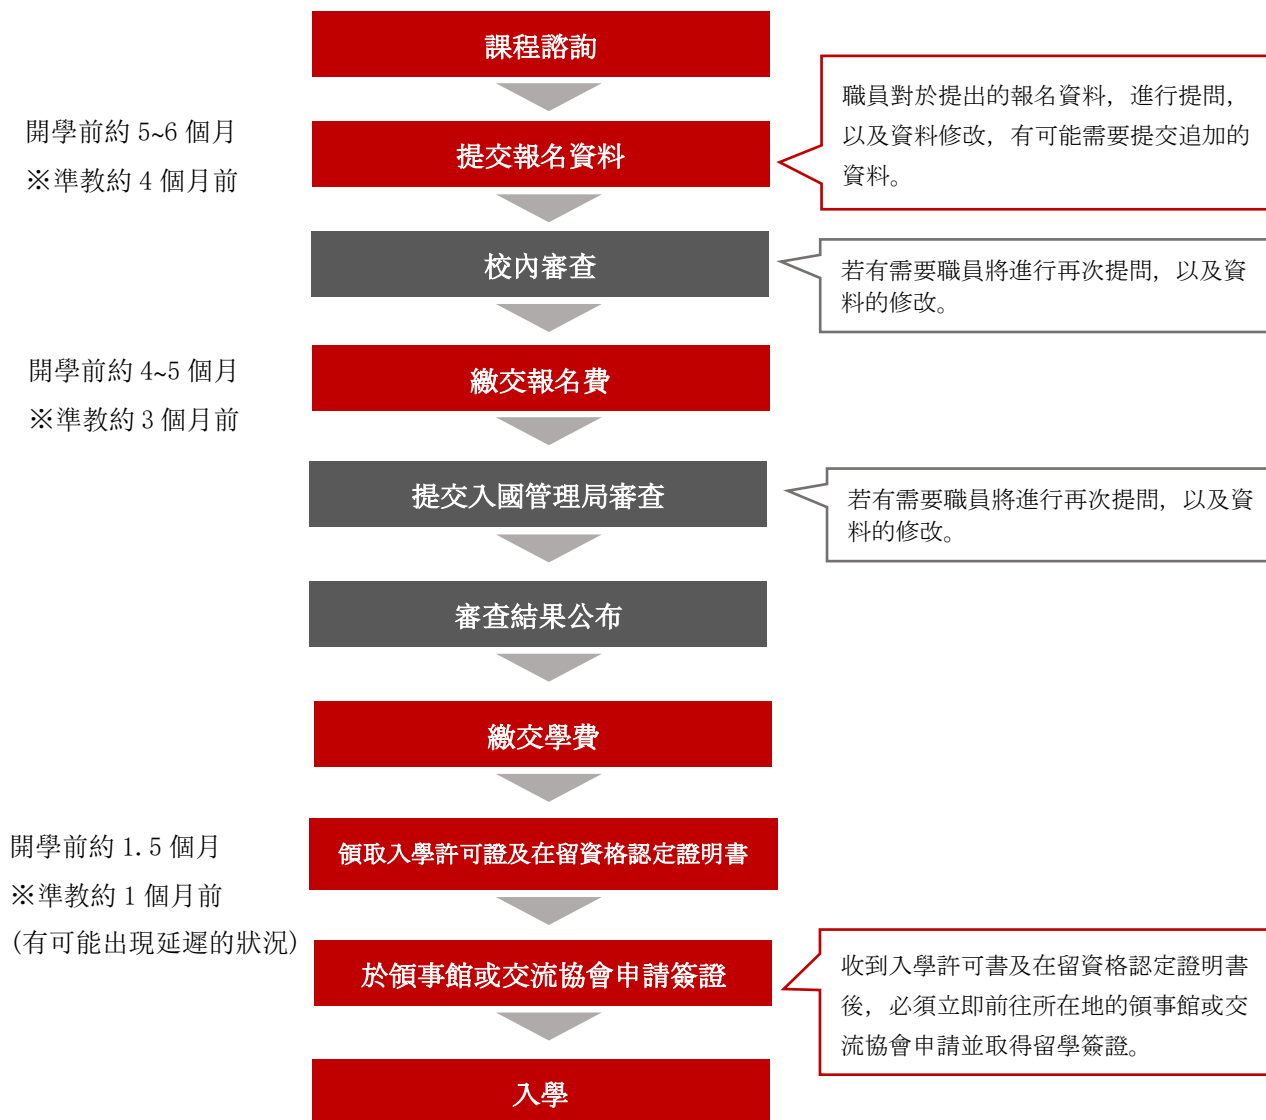 課程諮詢
職員對於提出的報名資料，進行提問，
以及資料修改，有可能需要提交追加的
資料。
開學前約 5~6 個月
※準教約 4 個月前
提交報名資料
校內審查
若有需要職員將進行再次提問，以及資
料的修改。
開學前約 4~5 個月
※準教約 3 個月前
繳交報名費
提交入國管理局審查
若有需要職員將進行再次提問，以及資
料的修改。
審查結果公布
繳交學費
開學前約 1.5 個月
※準教約 1 個月前
(有可能出現延遲的狀況)
領取入學許可證及在留資格認定證明書
於領事館或交流協會申請簽證
收到入學許可書及在留資格認定證明書
後，必須立即前往所在地的領事館或交
流協會申請並取得留學簽證。
入學